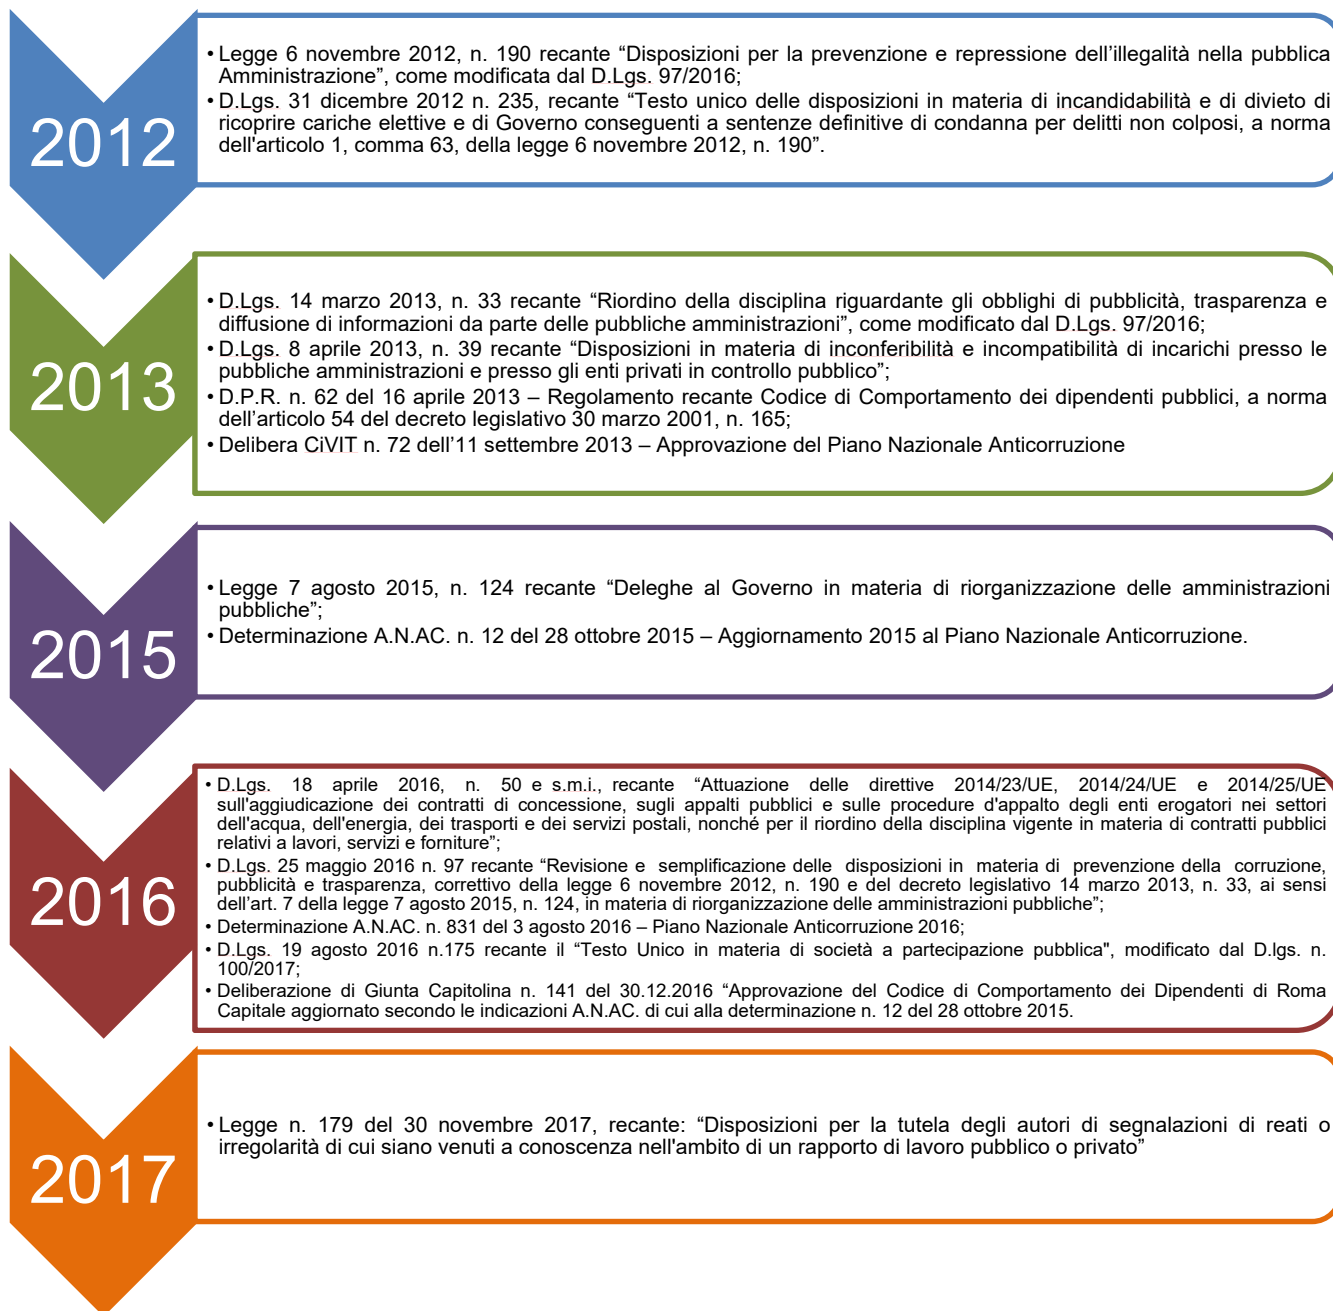 2012
• Legge 6 novembre 2012, n. 190 recante “Disposizioni per la prevenzione e repressione dell’illegalità nella pubblica
Amministrazione”, come modificata dal D.Lgs. 97/2016;
• D.Lgs. 31 dicembre 2012 n. 235, recante “Testo unico delle disposizioni in materia di incandidabilità e di divieto di
ricoprire cariche elettive e di Governo conseguenti a sentenze definitive di condanna per delitti non colposi, a norma
dell'articolo 1, comma 63, della legge 6 novembre 2012, n. 190”.
2013
• D.Lgs. 14 marzo 2013, n. 33 recante “Riordino della disciplina riguardante gli obblighi di pubblicità, trasparenza e
diffusione di informazioni da parte delle pubbliche amministrazioni”, come modificato dal D.Lgs. 97/2016;
• D.Lgs. 8 aprile 2013, n. 39 recante “Disposizioni in materia di inconferibilità e incompatibilità di incarichi presso le
pubbliche amministrazioni e presso gli enti privati in controllo pubblico”;
• D.P.R. n. 62 del 16 aprile 2013 – Regolamento recante Codice di Comportamento dei dipendenti pubblici, a norma
dell’articolo 54 del decreto legislativo 30 marzo 2001, n. 165;
• Delibera CiVIT n. 72 dell’11 settembre 2013 – Approvazione del Piano Nazionale Anticorruzione
2015
• Legge 7 agosto 2015, n. 124 recante “Deleghe al Governo in materia di riorganizzazione delle amministrazioni
pubbliche”;
• Determinazione A.N.AC. n. 12 del 28 ottobre 2015 – Aggiornamento 2015 al Piano Nazionale Anticorruzione.
2016
• D.Lgs. 18 aprile 2016, n. 50 e s.m.i., recante “Attuazione delle direttive 2014/23/UE, 2014/24/UE e 2014/25/UE
sull'aggiudicazione dei contratti di concessione, sugli appalti pubblici e sulle procedure d'appalto degli enti erogatori nei settori
dell'acqua, dell'energia, dei trasporti e dei servizi postali, nonché per il riordino della disciplina vigente in materia di contratti pubblici
relativi a lavori, servizi e forniture”;
• D.Lgs. 25 maggio 2016 n. 97 recante “Revisione e semplificazione delle disposizioni in materia di prevenzione della corruzione,
pubblicità e trasparenza, correttivo della legge 6 novembre 2012, n. 190 e del decreto legislativo 14 marzo 2013, n. 33, ai sensi
dell’art. 7 della legge 7 agosto 2015, n. 124, in materia di riorganizzazione delle amministrazioni pubbliche”;
• Determinazione A.N.AC. n. 831 del 3 agosto 2016 – Piano Nazionale Anticorruzione 2016;
• D.Lgs. 19 agosto 2016 n.175 recante il “Testo Unico in materia di società a partecipazione pubblica", modificato dal D.lgs. n.
100/2017;
• Deliberazione di Giunta Capitolina n. 141 del 30.12.2016 “Approvazione del Codice di Comportamento dei Dipendenti di Roma
Capitale aggiornato secondo le indicazioni A.N.AC. di cui alla determinazione n. 12 del 28 ottobre 2015.
2017
• Legge n. 179 del 30 novembre 2017, recante: “Disposizioni per la tutela degli autori di segnalazioni di reati o
irregolarità di cui siano venuti a conoscenza nell'ambito di un rapporto di lavoro pubblico o privato”